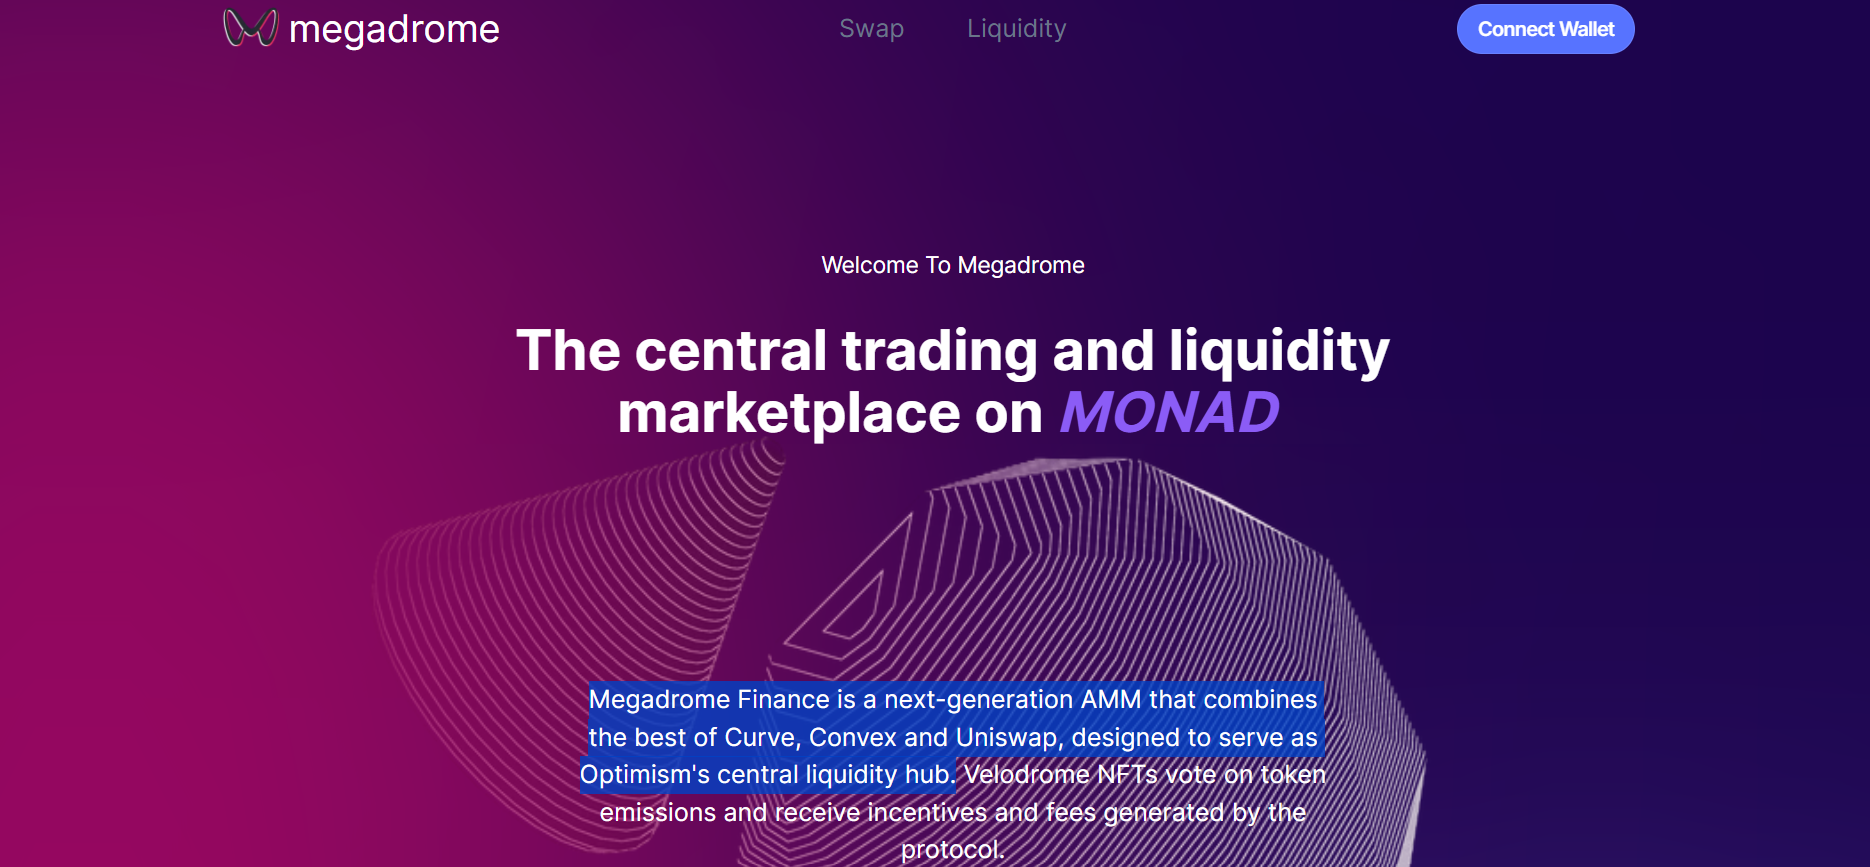 megadrome
Swap
Liquidity
Connect Wallet
Welcome To Megadrome
The central trading and liquidity
marketplace on MONAD
Megadrome Finance is a next-generation AMM that combines
the best of Curve, Convex and Uniswap, designed to serve as
Optimism's central liquidity hub. Velodrome NFTs vote on token
emissions and receive incentives and fees generated by the
protocol.